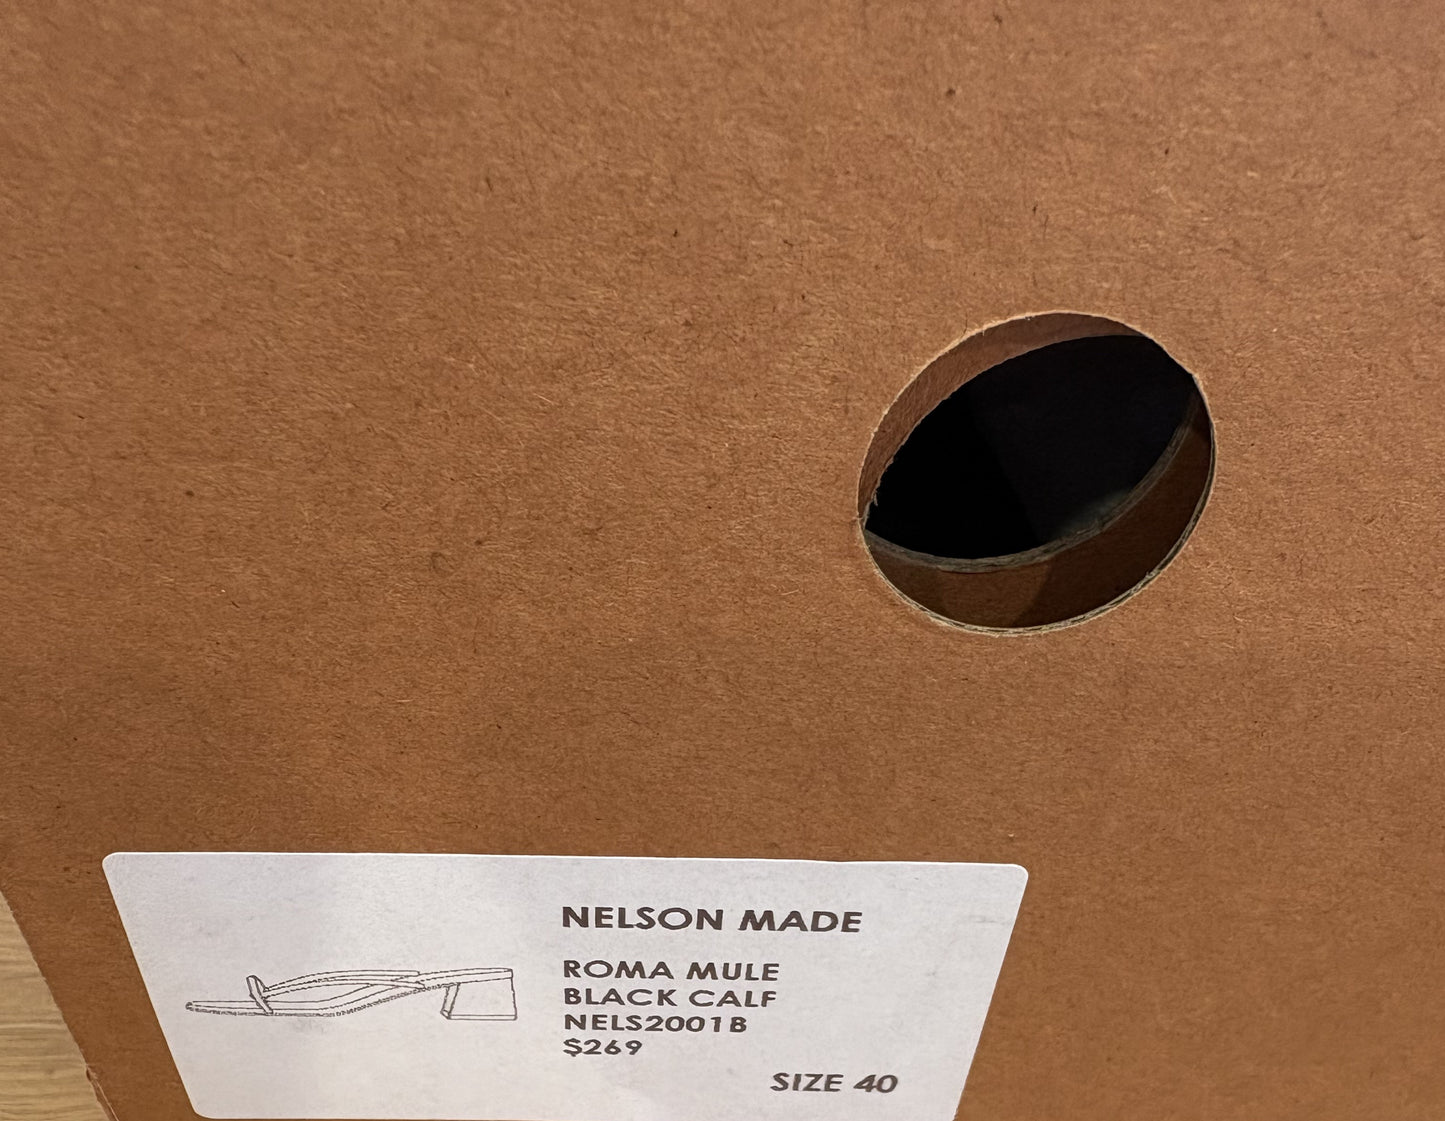 NELSON MADE
ROMA MULE
BLACK CALF
NELS2001B
$269
SIZE 40